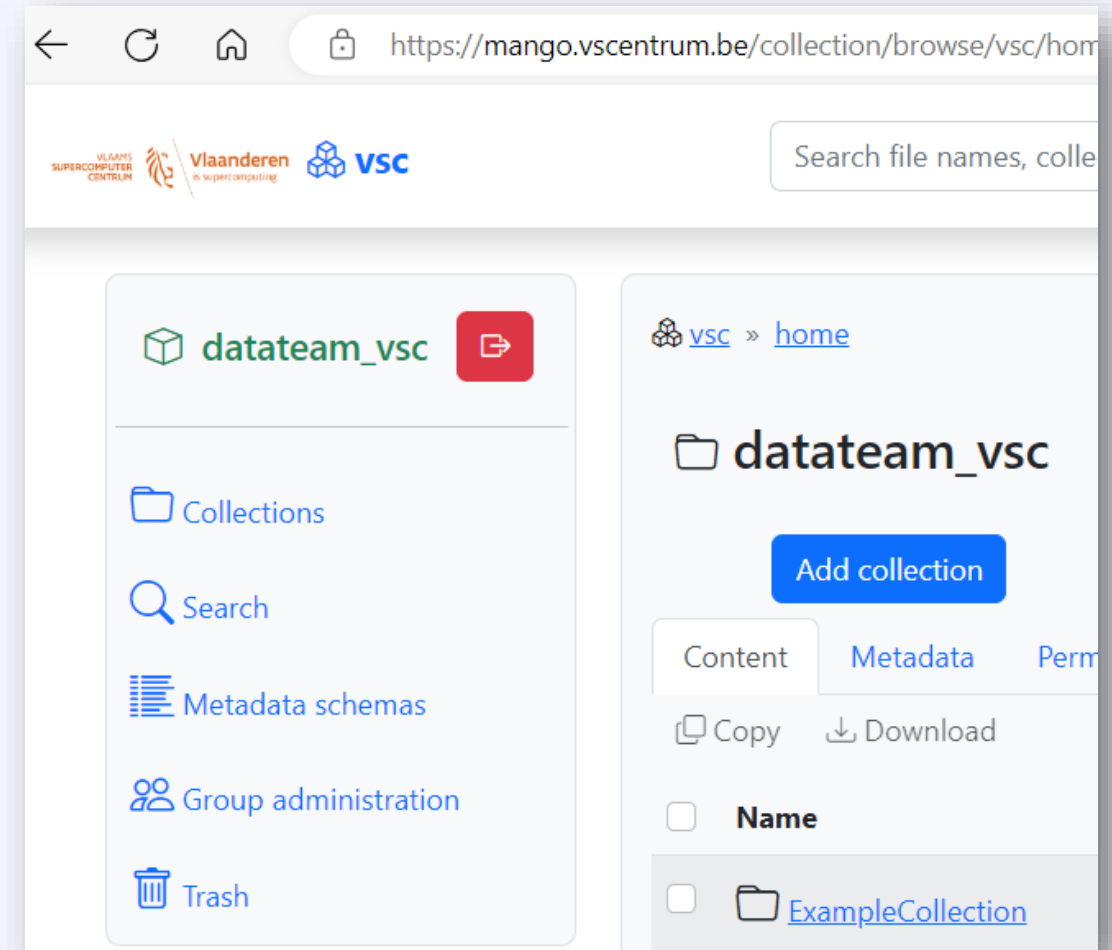 https://mango.vscentrum.be/collection/browse/vsc/hom
VLAAMS
SUPERCOMPUTER
CENTRUM
Vlaanderen
is supercomputing
vsc
Search file names, colle
datateam_vsc
Collections
Search
Metadata schemas
Group administration
Trash
vsc » home
datateam_vsc
Add collection
Content Metadata Perm
Copy Download
Name
ExampleCollection